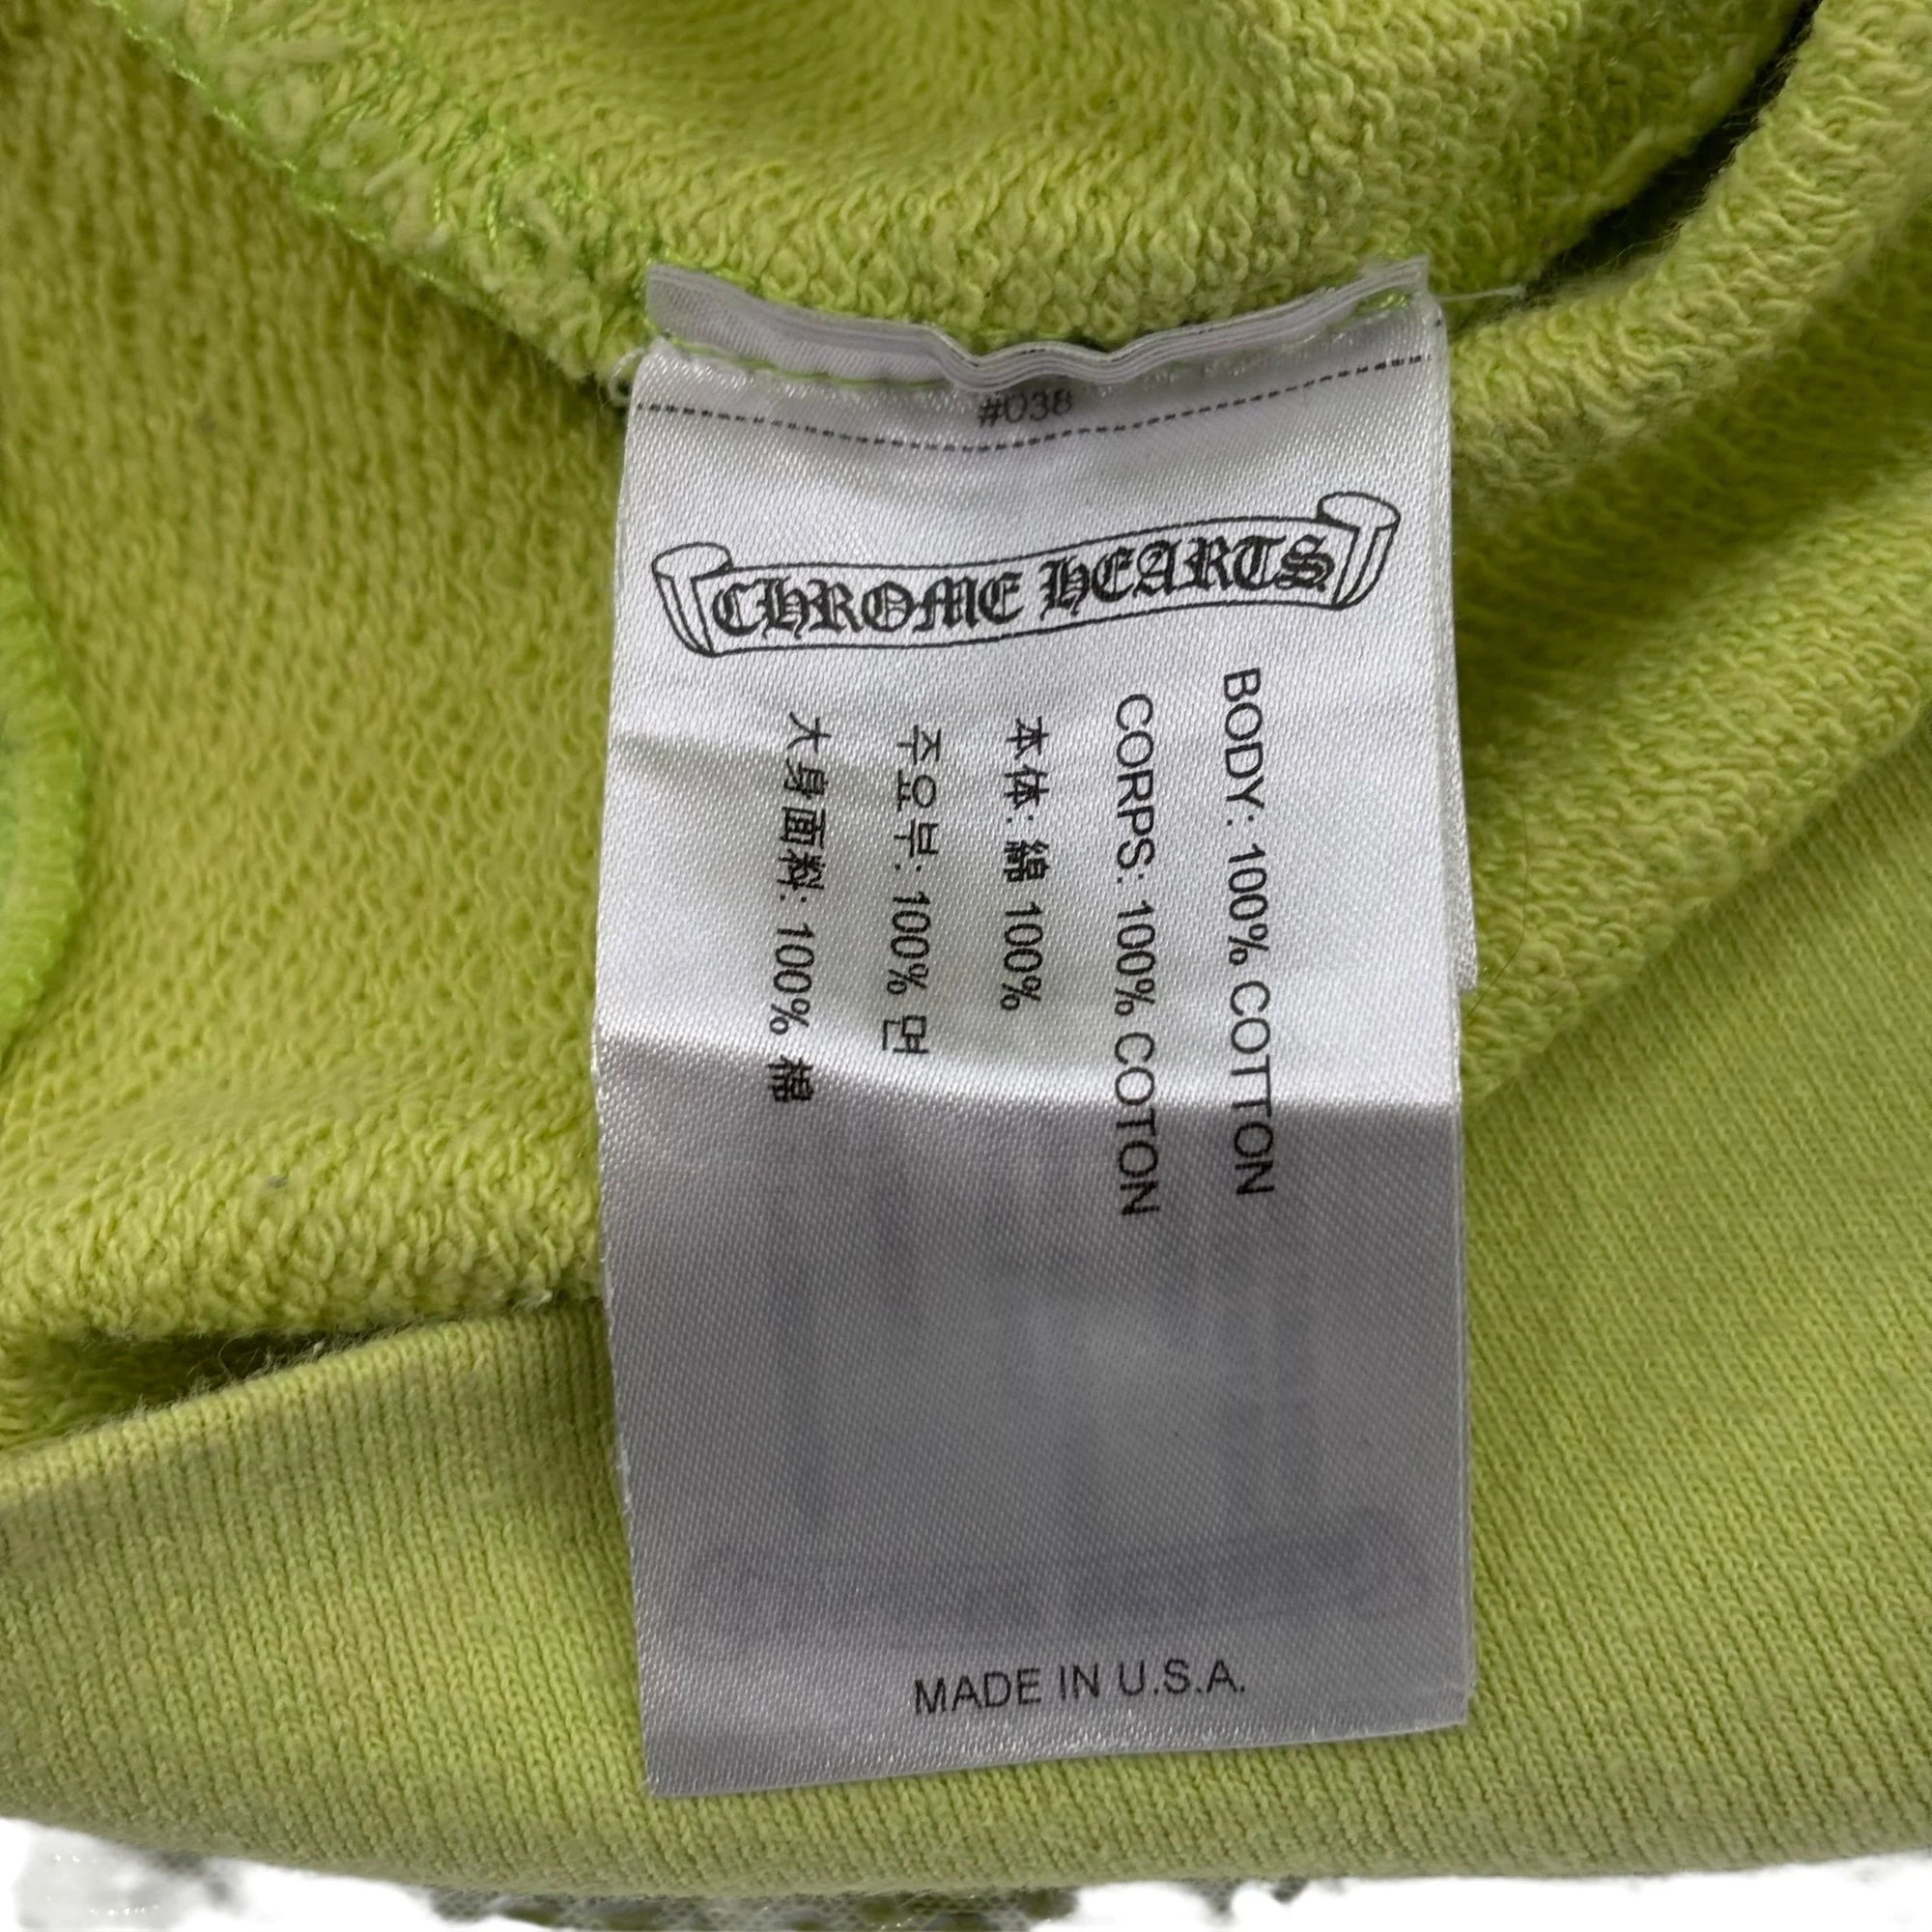 #038
CHROME HEARTS
BODY: 100% COTTON
CORPS: 100% COTON
本体: 綿 100%
주요부: 100% 면
大身面料: 100% 棉
MADE IN U.S.A.